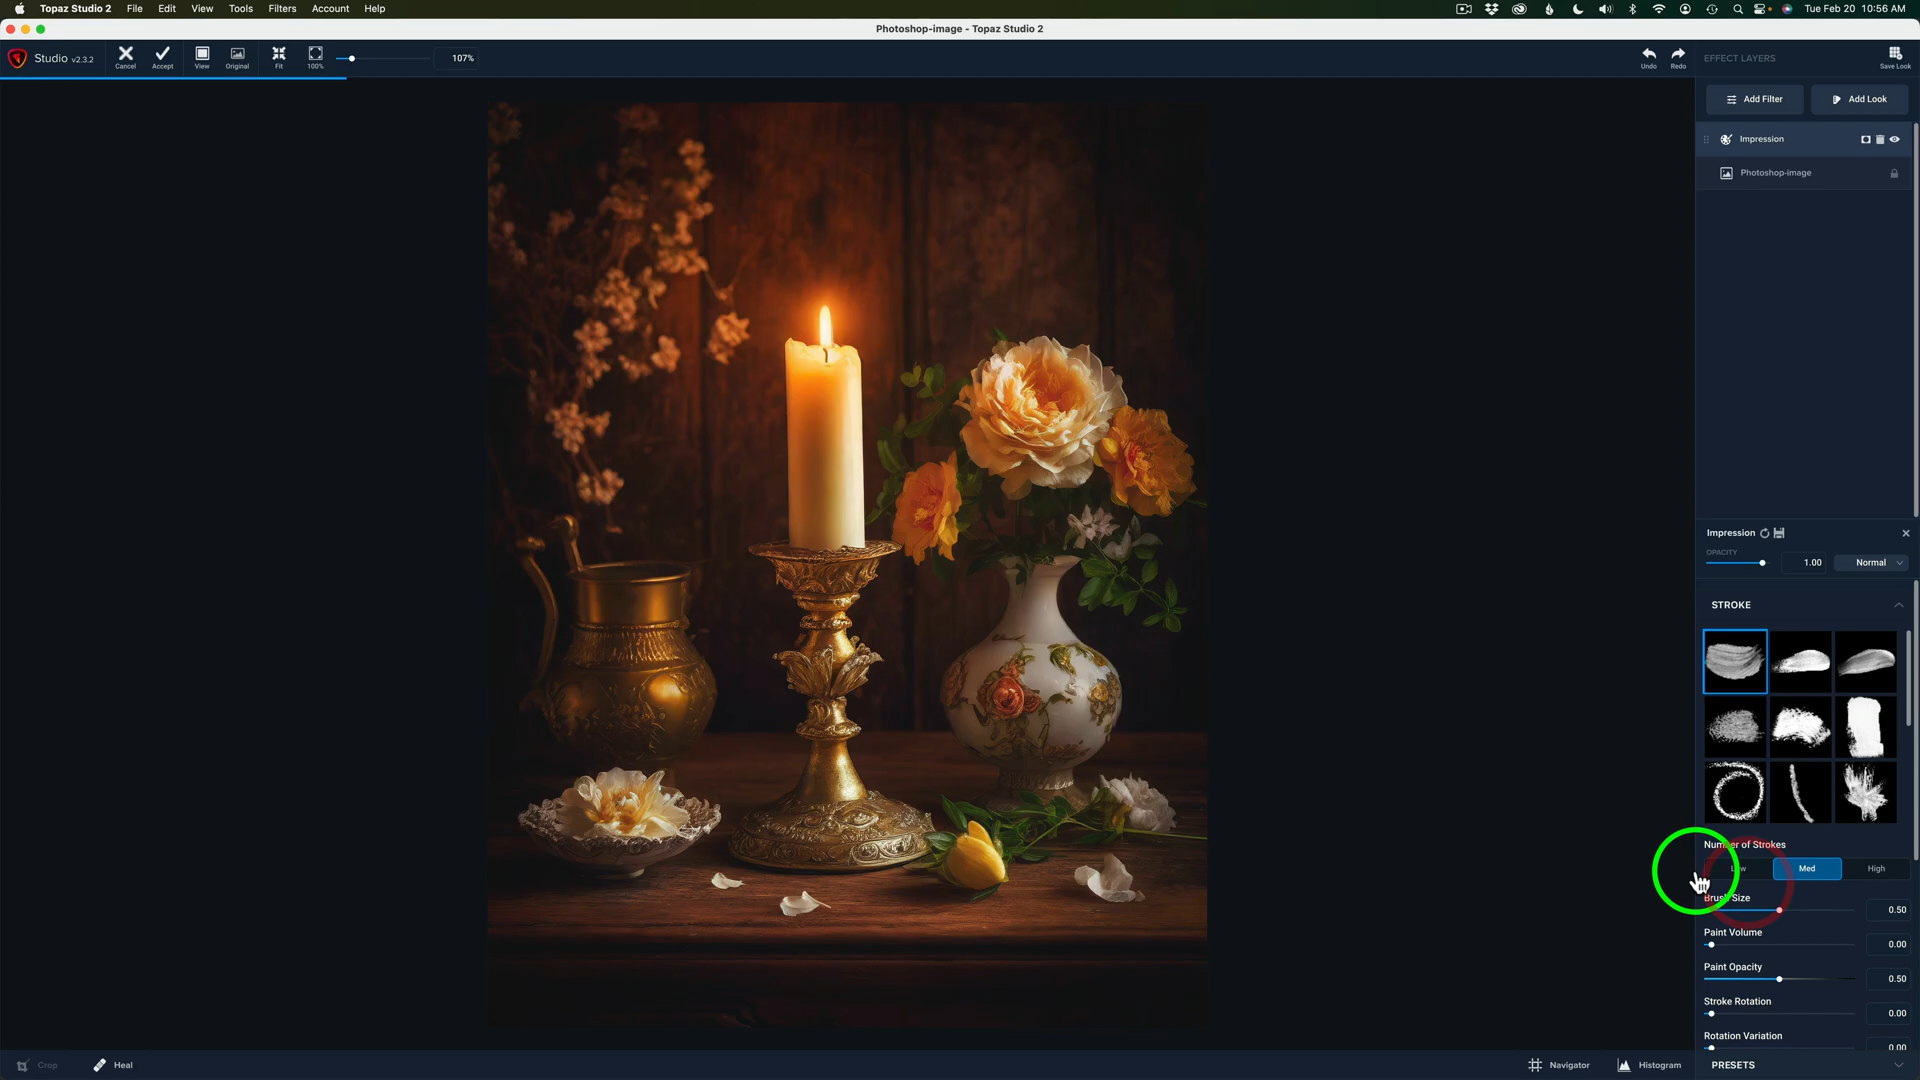 Topaz Studio 2 File Edit View Tools Filters Account Help
Tue Feb 20 10:56 AM
Photoshop-image - Topaz Studio 2
Studio v2.3.2
Cancel
Accept
View
Original
Fit
100%
107%
Undo
Redo
EFFECT LAYERS
Save Look
Add Filter
Add Look
Impression
Photoshop-image
Impression
OPACITY
1.00
Normal
STROKE
Number of Strokes
Low
Med
High
Brush Size
0.50
Paint Volume
0.00
Paint Opacity
0.50
Stroke Rotation
0.00
Rotation Variation
0.00
Crop
Heal
Navigator
Histogram
PRESETS